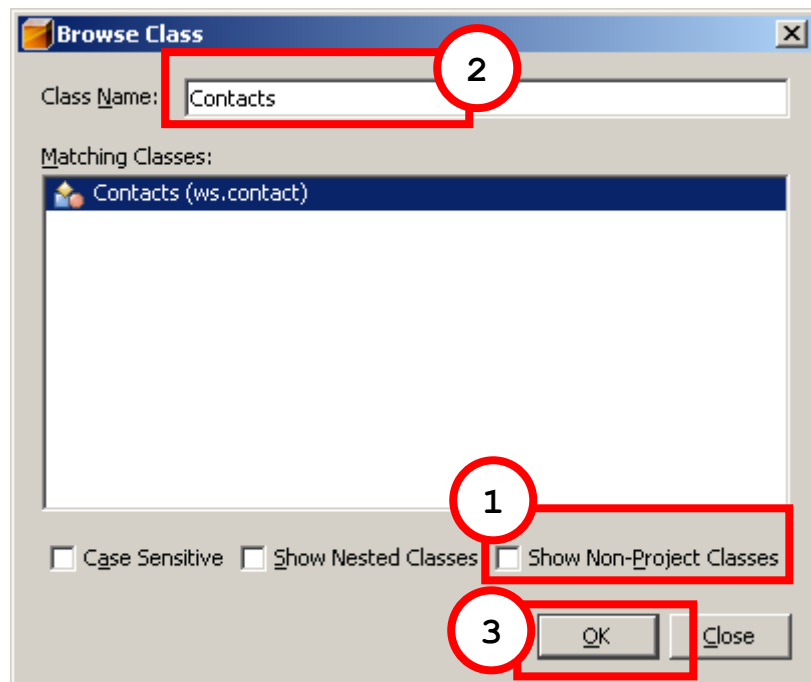 Browse Class
2
Class Name: Contacts
Matching Classes:
Contacts (ws.contact)
1
Case Sensitive Show Nested Classes Show Non-Project Classes
3 OK Close